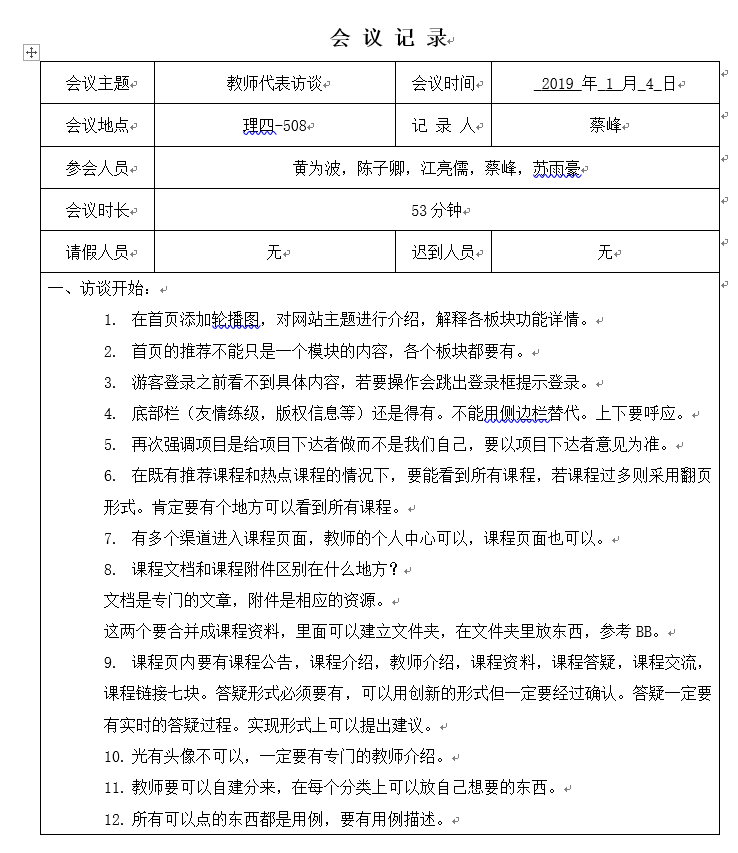 会 议 记 录
会议主题 教师代表访谈 会议时间 2019 年 1 月 4 日
会议地点 理四-508 记 录 人 蔡峰
参会人员 黄为波，陈子卿，江亮儒，蔡峰，苏雨豪
会议时长 53 分钟
请假人员 无 迟到人员 无
一、访谈开始：
1. 在首页添加轮播图，对网站主题进行介绍，解释各板块功能详情。
2. 首页的推荐不能只是一个模块的内容，各个板块都要有。
3. 游客登录之前看不到具体内容，若要操作会跳出登录框提示登录。
4. 底部栏（友情练级，版权信息等）还是得有。不能用侧边栏替代。上下要呼应。
5. 再次强调项目是给项目下达者做而不是我们自己，要以项目下达者意见为准。
6. 在既有推荐课程和热点课程的情况下，要能看到所有课程，若课程过多则采用翻页
形式。肯定要有个地方可以看到所有课程。
7. 有多个渠道进入课程页面，教师的个人中心可以，课程页面也可以。
8. 课程文档和课程附件区别在什么地方？
文档是专门的文章，附件是相应的资源。
这两个要合并成课程资料，里面可以建立文件夹，在文件夹里放东西，参考 BB。
9. 课程页内要有课程公告，课程介绍，教师介绍，课程资料，课程答疑，课程交流，
课程链接七块。答疑形式必须要有，可以用创新的形式但一定要经过确认。答疑一定要
有实时的答疑过程。实现形式上可以提出建议。
10. 光有头像不可以，一定要有专门的教师介绍。
11. 教师要可以自建分来，在每个分类上可以放自己想要的东西。
12. 所有可以点的东西都是用例，要有用例描述。